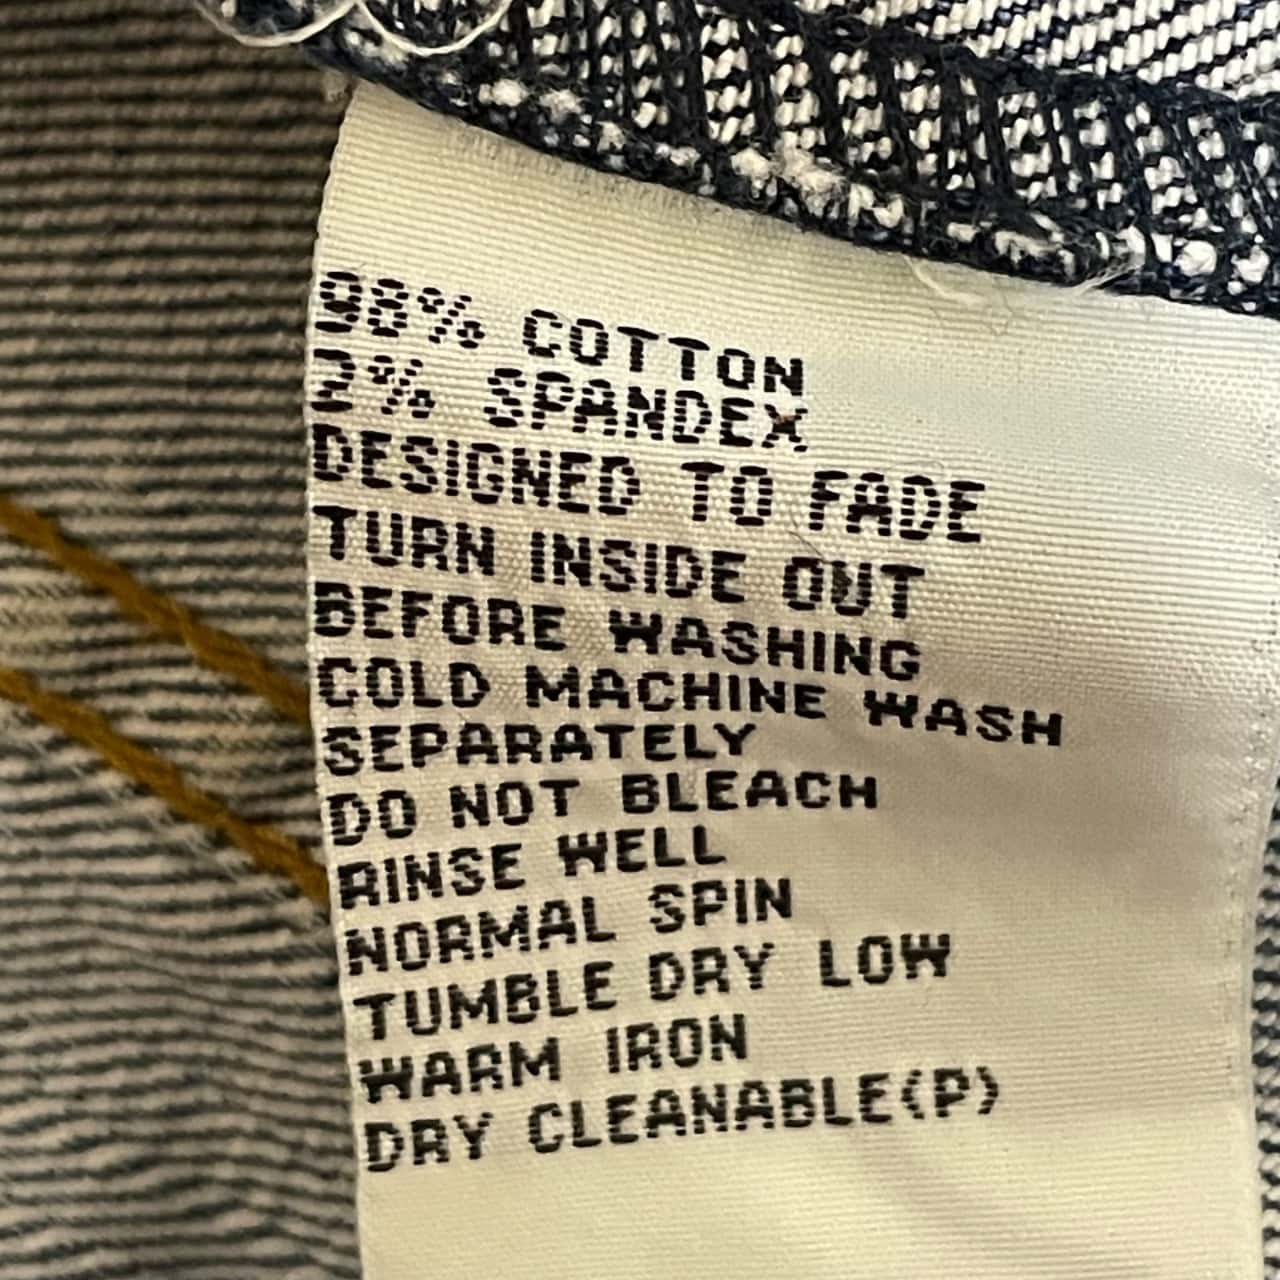 98% COTTON
2% SPANDEX
DESIGNED TO FADE
TURN INSIDE OUT
BEFORE WASHING
COLD MACHINE WASH
SEPARATELY
DO NOT BLEACH
RINSE WELL
NORMAL SPIN
TUMBLE DRY LOW
WARM IRON
DRY CLEANABLE(P)